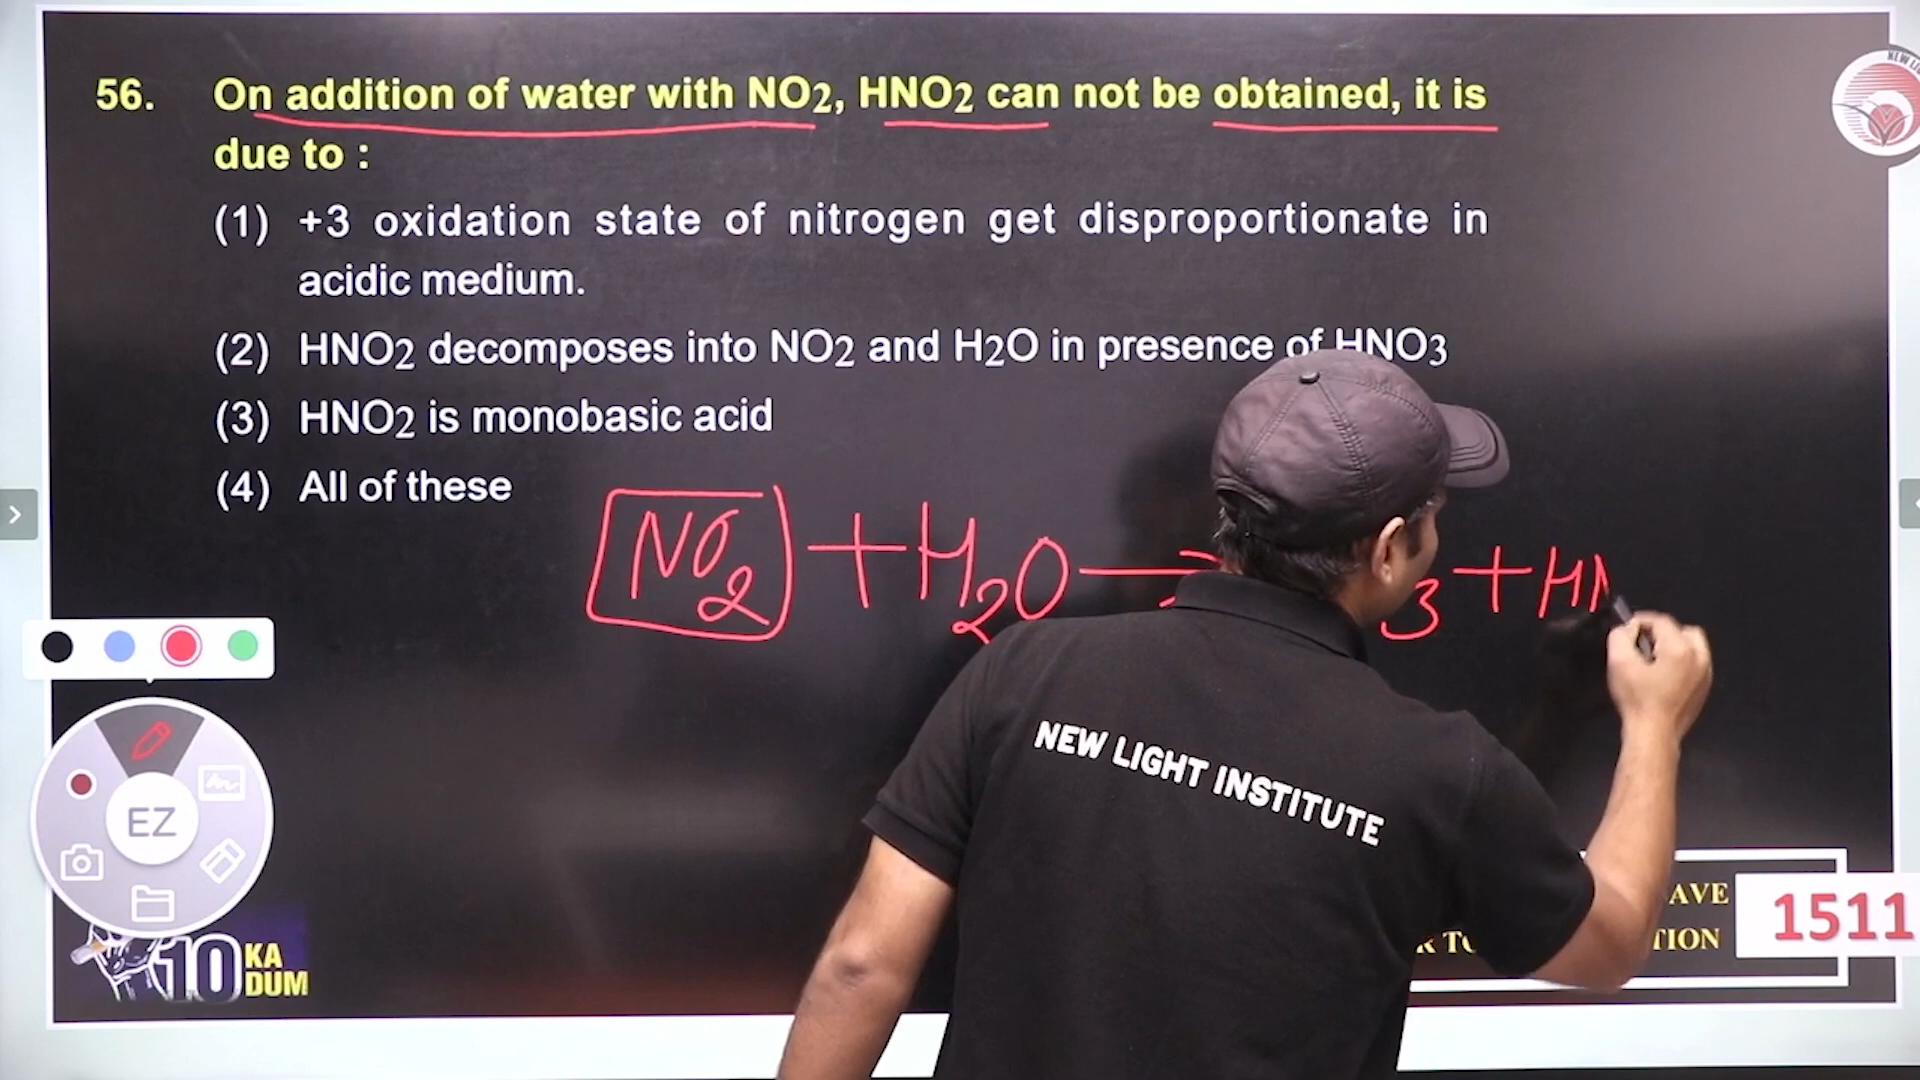 56. On addition of water with NO2, HNO2 can not be obtained, it is
due to :
(1) +3 oxidation state of nitrogen get disproportionate in
acidic medium.
(2) HNO2 decomposes into NO2 and H2O in presence of HNO3
(3) HNO2 is monobasic acid
(4) All of these
NO2 + H2O → 3 + HN
EZ
NEW LIGHT INSTITUTE
10 KA
DUM
AVE
TION
1511